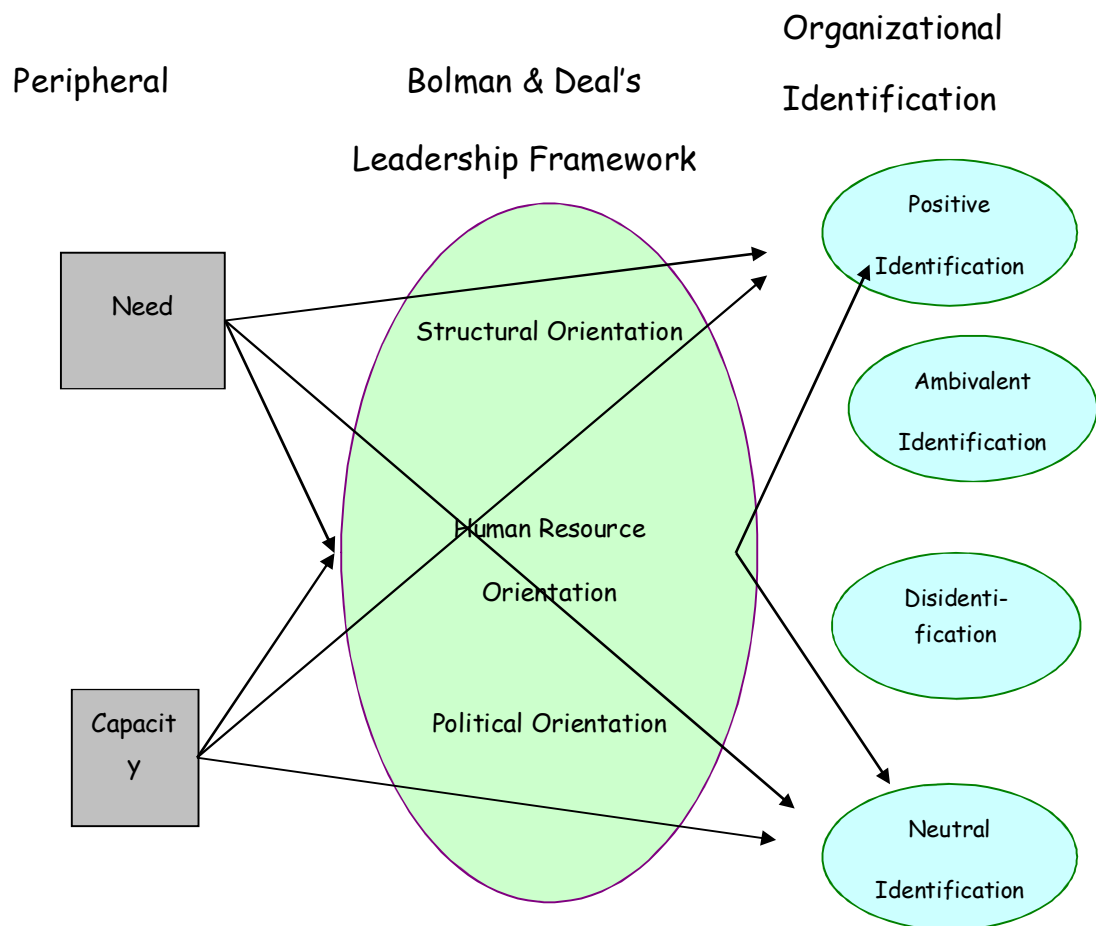 Peripheral
Bolman & Deal's
Leadership Framework
Organizational
Identification
Need
Capacit
y
Structural Orientation
Human Resource
Orientation
Political Orientation
Positive
Identification
Ambivalent
Identification
Disidenti-
fication
Neutral
Identification